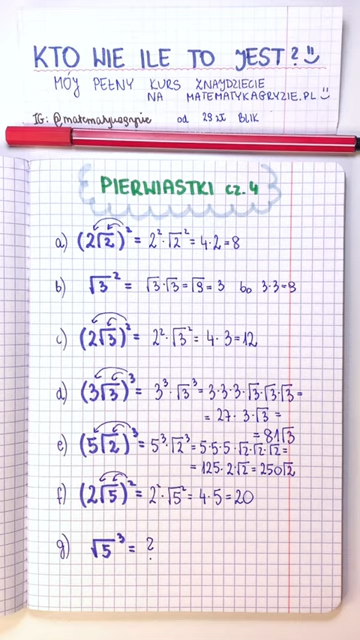 KTO WIE ILE TO JEST?
MÓJ PEŁNY KURS ZNAJDZIECIE
NA MATEMATYKAGRYZIE.PL
IG: @matematycznapie od 29 zł BLIK
PIERWIASTKI cz. 4
a) (2√2)² = 2²·√2² = 4·2 = 8
b) √3² = √3·√3 = √9 = 3 bo 3·3=9
c) (2√3)² = 2²·√3² = 4·3 = 12
d) (3√3)³ = 3³·√3³ = 3·3·3·√3·√3·√3 =
= 27·3·√3 =
= 81√3
e) (5√2)³ = 5³·√2³ = 5·5·5·√2·√2·√2 =
= 125·2√2 = 250√2
f) (2√5)² = 2²·√5² = 4·5 = 20
g) √5³ = ?